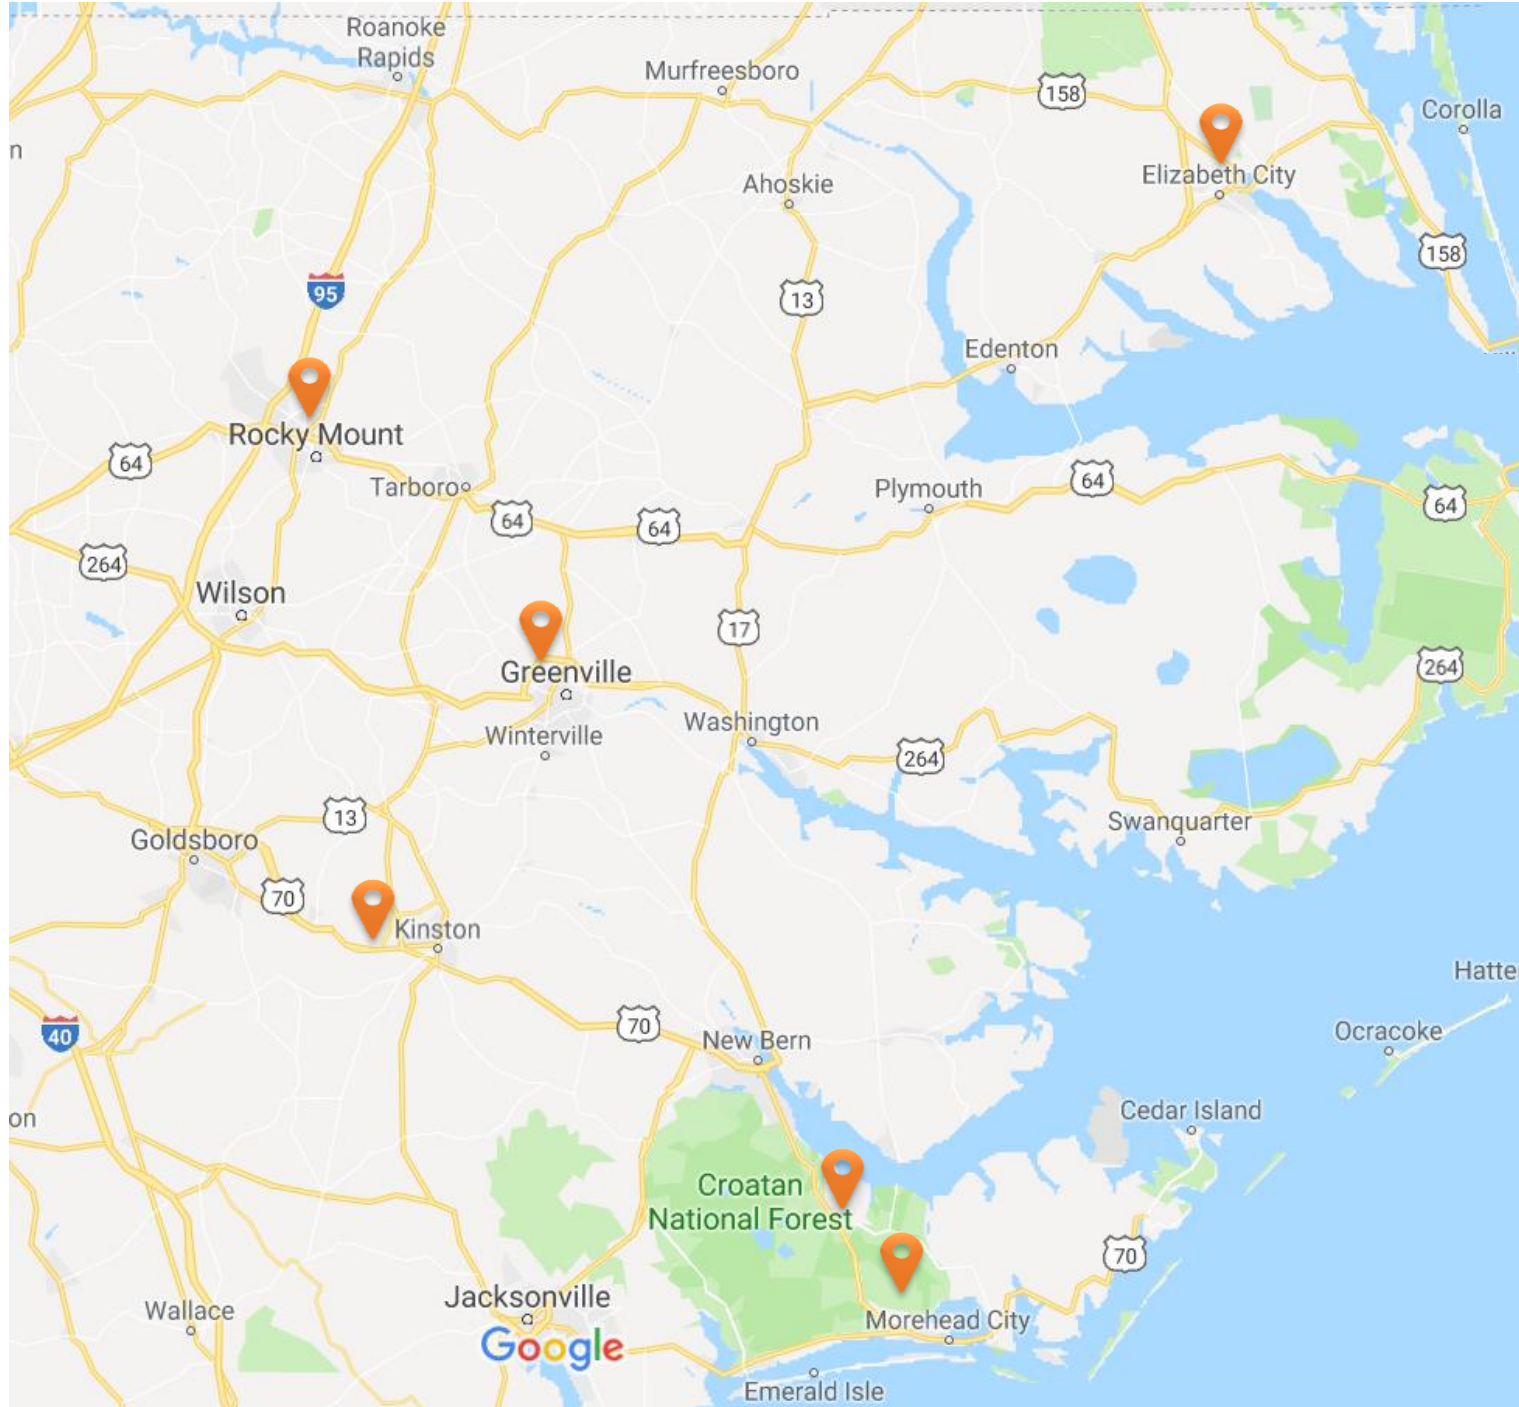 Roanoke
Rapids
Murfreesboro
158
Corolla
n
Elizabeth City
Ahoskie
158
95
13
Edenton
Rocky Mount
64
Tarboro
Plymouth
64
64
64
64
264
Wilson
17
Greenville
264
Washington
Winterville
264
13
Swanquarter
Goldsboro
70
Kinston
Hatte
70
40
New Bern
Ocracoke
on
Cedar Island
Croatan
National Forest
70
Jacksonville
Wallace
Morehead City
Google
Emerald Isle